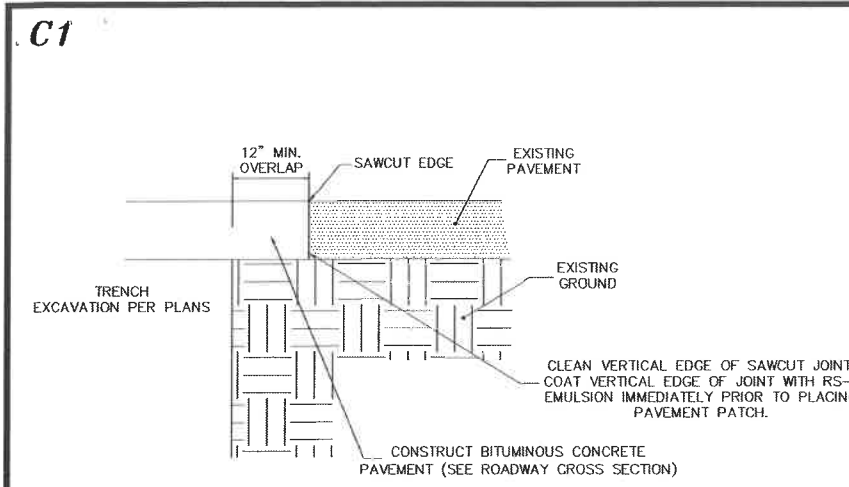 C1
12" MIN.
OVERLAP
SAWCUT EDGE
EXISTING
PAVEMENT
TRENCH
EXCAVATION PER PLANS
EXISTING
GROUND
CLEAN VERTICAL EDGE OF SAWCUT JOINT
COAT VERTICAL EDGE OF JOINT WITH RS-
EMULSION IMMEDIATELY PRIOR TO PLACIN
PAVEMENT PATCH.
CONSTRUCT BITUMINOUS CONCRETE
PAVEMENT (SEE ROADWAY CROSS SECTION)